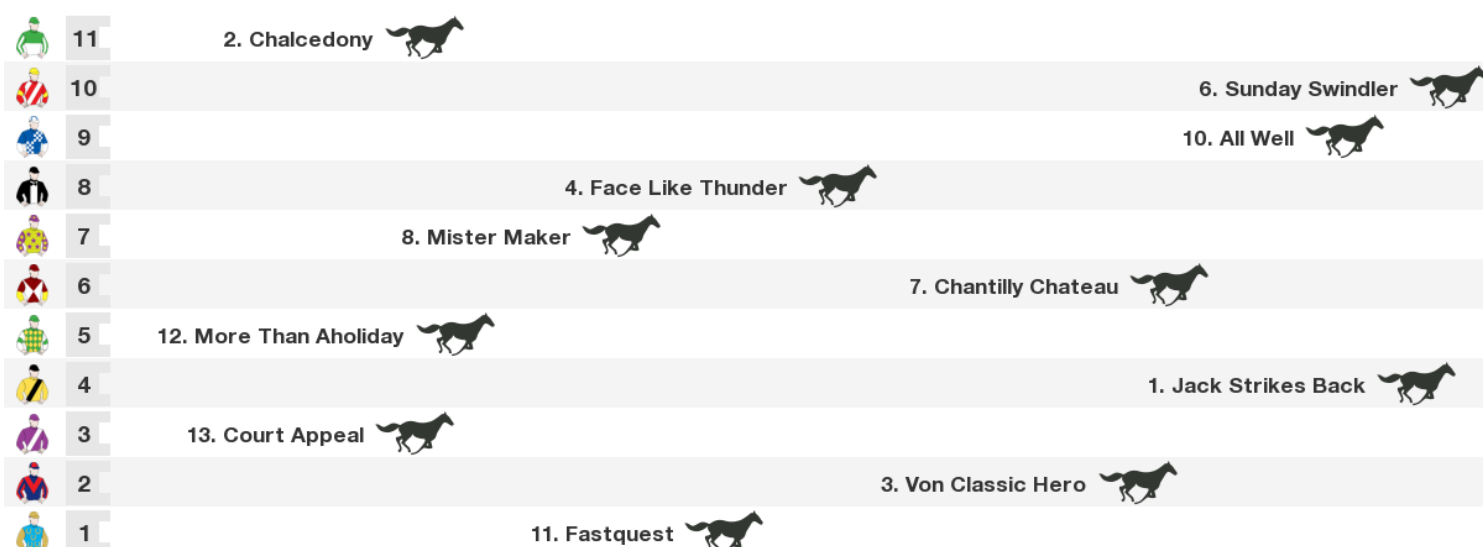 11 2. Chalcedony
10 6. Sunday Swindler
9 10. All Well
8 4. Face Like Thunder
7 8. Mister Maker
6 7. Chantilly Chateau
5 12. More Than Aholiday
4 1. Jack Strikes Back
3 13. Court Appeal
2 3. Von Classic Hero
1 11. Fastquest